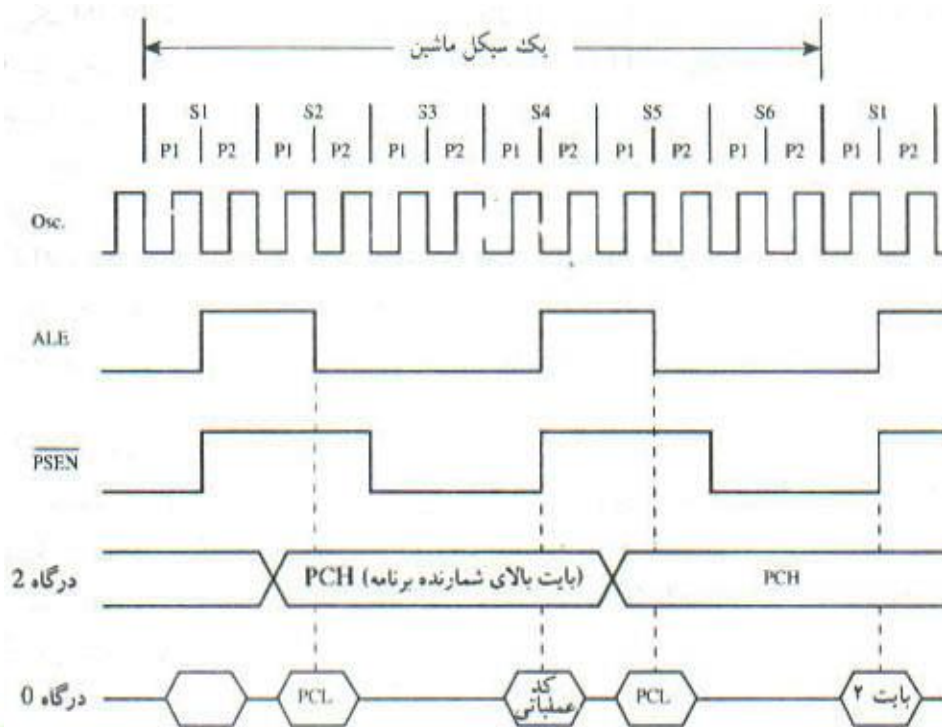 یک سیکل ماشین
S1 S2 S3 S4 S5 S6 S1
P1 P2 P1 P2 P1 P2 P1 P2 P1 P2 P1 P2 P1 P2
Osc.
ALE
PSEN
درگاه 2
PCH (بایت بالای شمارنده برنامه)
PCH
درگاه 0
PCL
کد
عملیاتی
PCL
بایت ۲